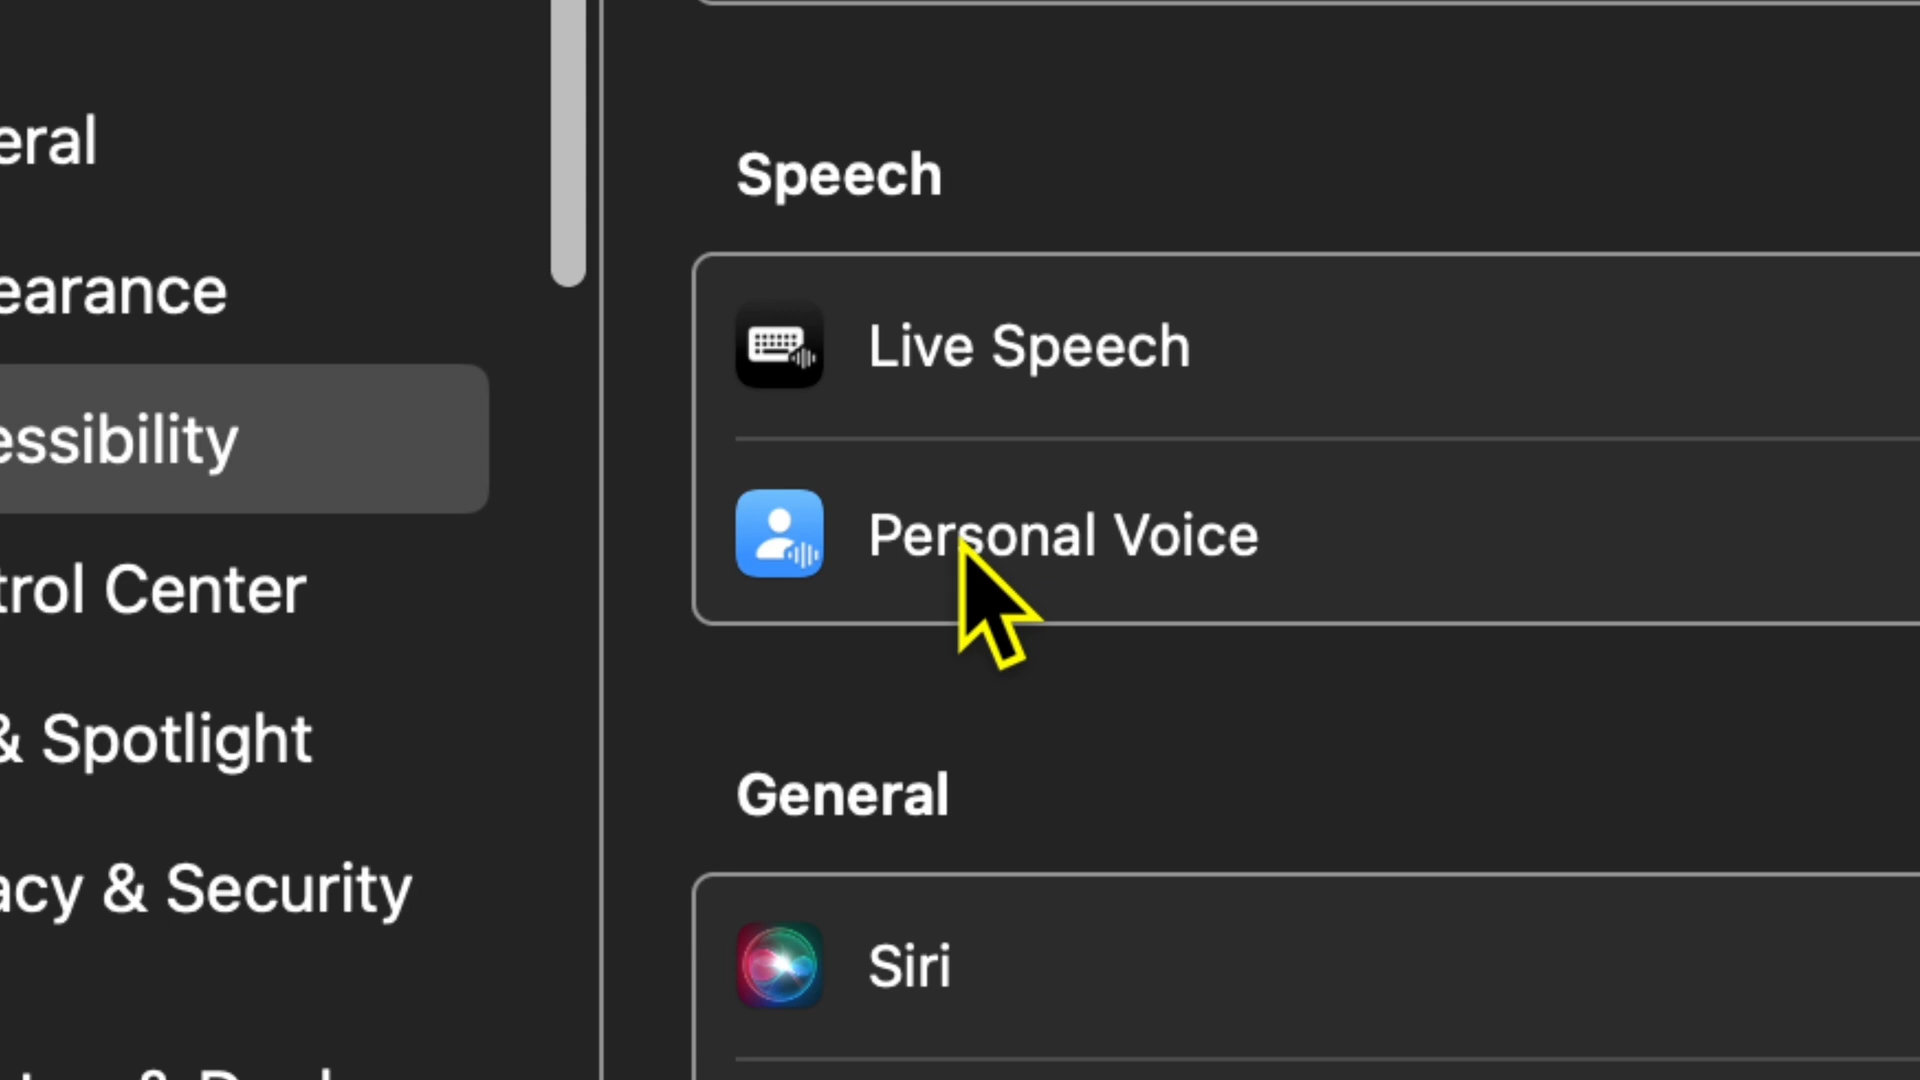 eral
earance
essibility
trol Center
& Spotlight
acy & Security
Speech
Live Speech
Personal Voice
General
Siri